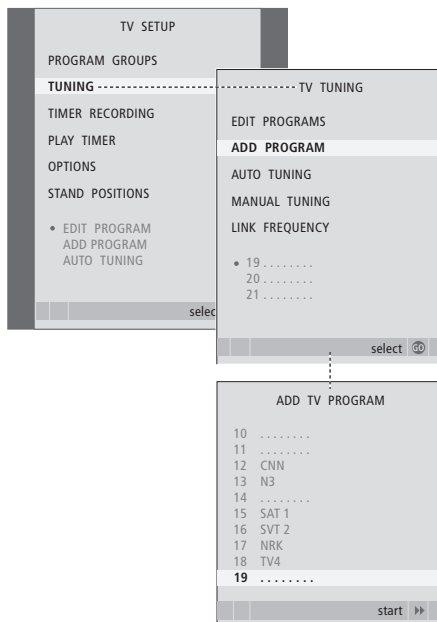 TV SETUP
PROGRAM GROUPS
TUNING
TIMER RECORDING
PLAY TIMER
OPTIONS
STAND POSITIONS
• EDIT PROGRAM
ADD PROGRAM
AUTO TUNING
selec
TV TUNING
EDIT PROGRAMS
ADD PROGRAM
AUTO TUNING
MANUAL TUNING
LINK FREQUENCY
• 19 ........
20 ........
21 ........
select GO
ADD TV PROGRAM
10 ........
11 ........
12 CNN
13 N3
14 ........
15 SAT 1
16 SVT 2
17 NRK
18 TV4
19 ........
start